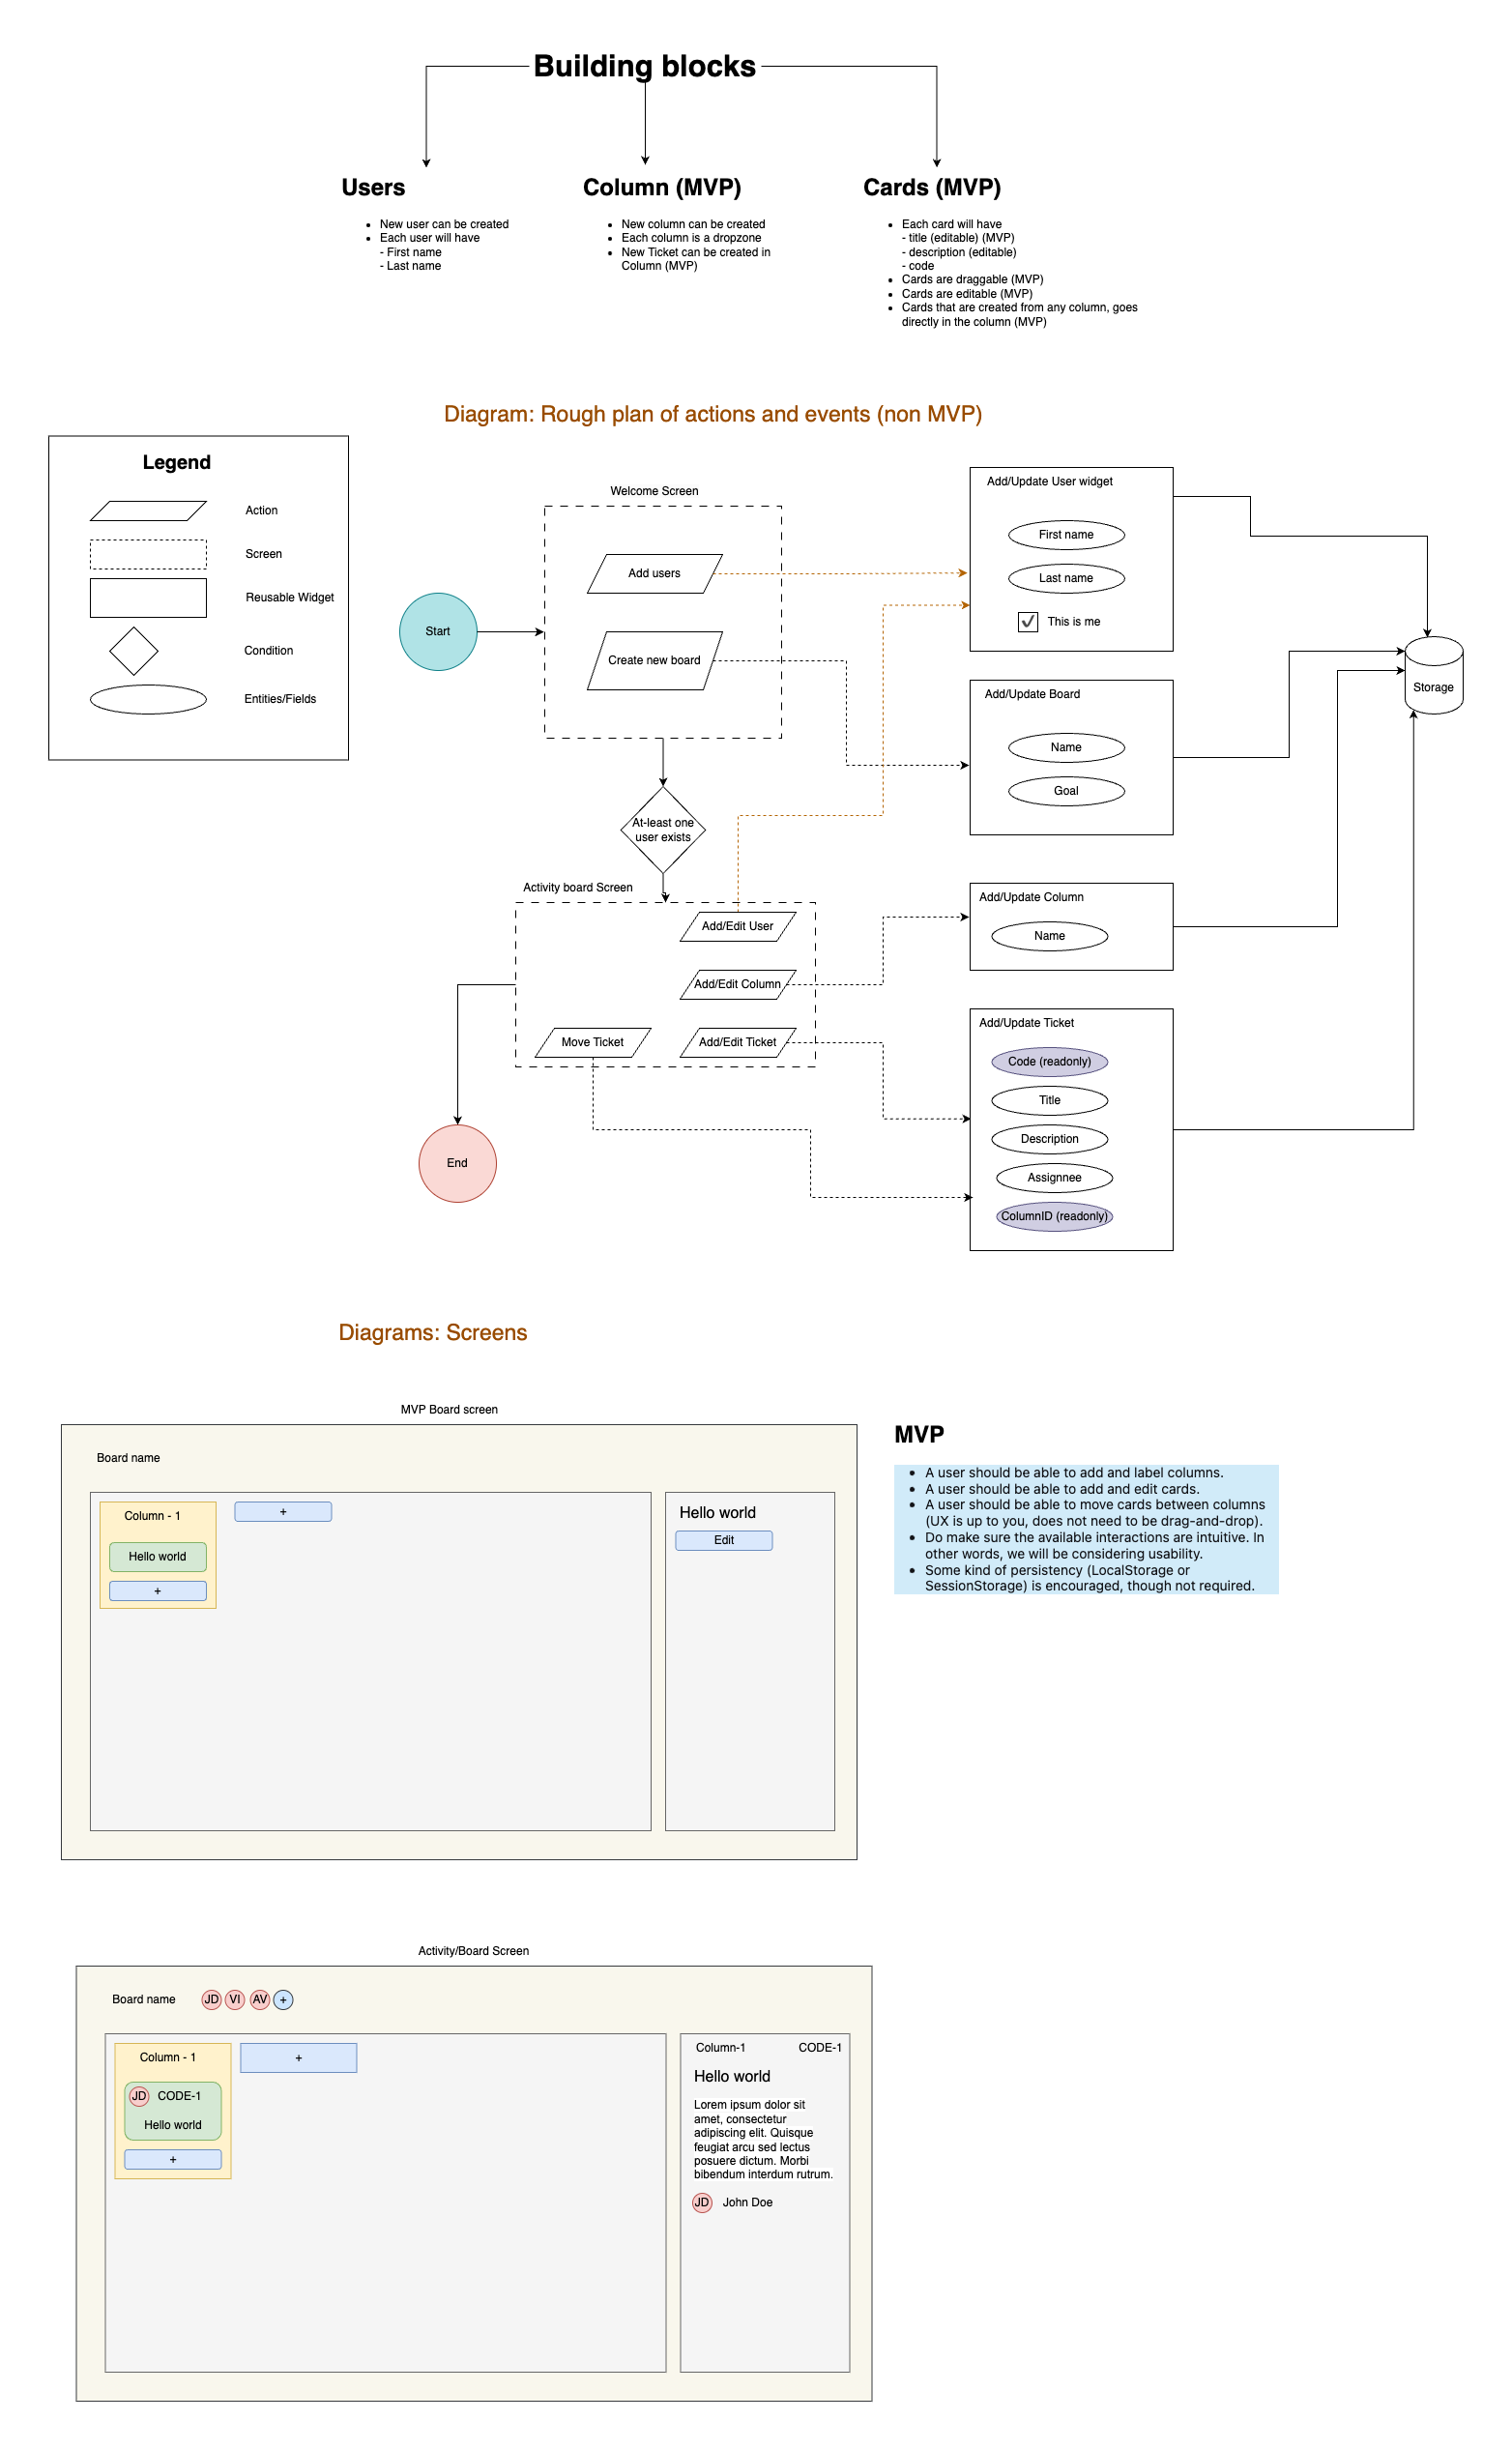 Building blocks
Users
New user can be created
Each user will have
- First name
- Last name
Column (MVP)
New column can be created
Each column is a dropzone
New Ticket can be created in
Column (MVP)
Cards (MVP)
Each card will have
- title (editable) (MVP)
- description (editable)
- code
Cards are draggable (MVP)
Cards are editable (MVP)
Cards that are created from any column, goes
directly in the column (MVP)
Diagram: Rough plan of actions and events (non MVP)
Legend
Action
Screen
Reusable Widget
Condition
Entities/Fields
Start
Welcome Screen
Add users
Create new board
At-least one
user exists
Activity board Screen
Add/Edit User
Add/Edit Column
Move Ticket
Add/Edit Ticket
End
Add/Update User widget
First name
Last name
This is me
Add/Update Board
Name
Goal
Add/Update Column
Name
Add/Update Ticket
Code (readonly)
Title
Description
Assignnee
ColumnID (readonly)
Storage
Diagrams: Screens
MVP Board screen
Board name
Column - 1
+
Hello world
+
Hello world
Edit
MVP
A user should be able to add and label columns.
A user should be able to add and edit cards.
A user should be able to move cards between columns
(UX is up to you, does not need to be drag-and-drop).
Do make sure the available interactions are intuitive. In
other words, we will be considering usability.
Some kind of persistency (LocalStorage or
SessionStorage) is encouraged, though not required.
Activity/Board Screen
Board name JD VI AV +
Column - 1
+
JD CODE-1
Hello world
+
Column-1 CODE-1
Hello world
Lorem ipsum dolor sit
amet, consectetur
adipiscing elit. Quisque
feugiat arcu sed lectus
posuere dictum. Morbi
bibendum interdum rutrum.
JD John Doe